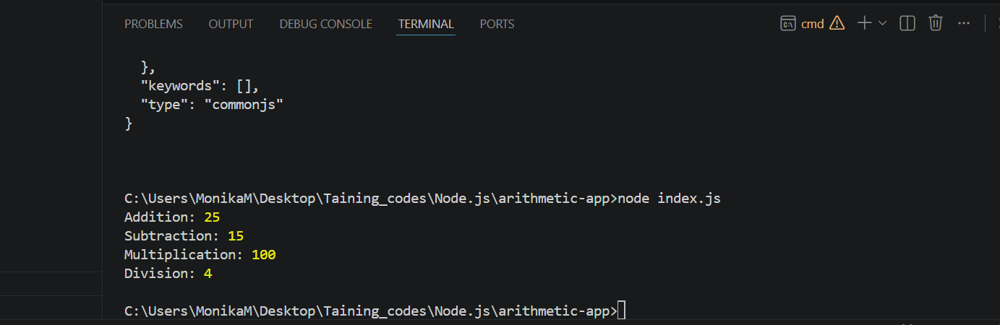 PROBLEMS OUTPUT DEBUG CONSOLE TERMINAL PORTS cmd
},
"keywords": [],
"type": "commonjs"
}
C:\Users\MonikaM\Desktop\Taining_codes\Node.js\arithmetic-app>node index.js
Addition: 25
Subtraction: 15
Multiplication: 100
Division: 4
C:\Users\MonikaM\Desktop\Taining_codes\Node.js\arithmetic-app>